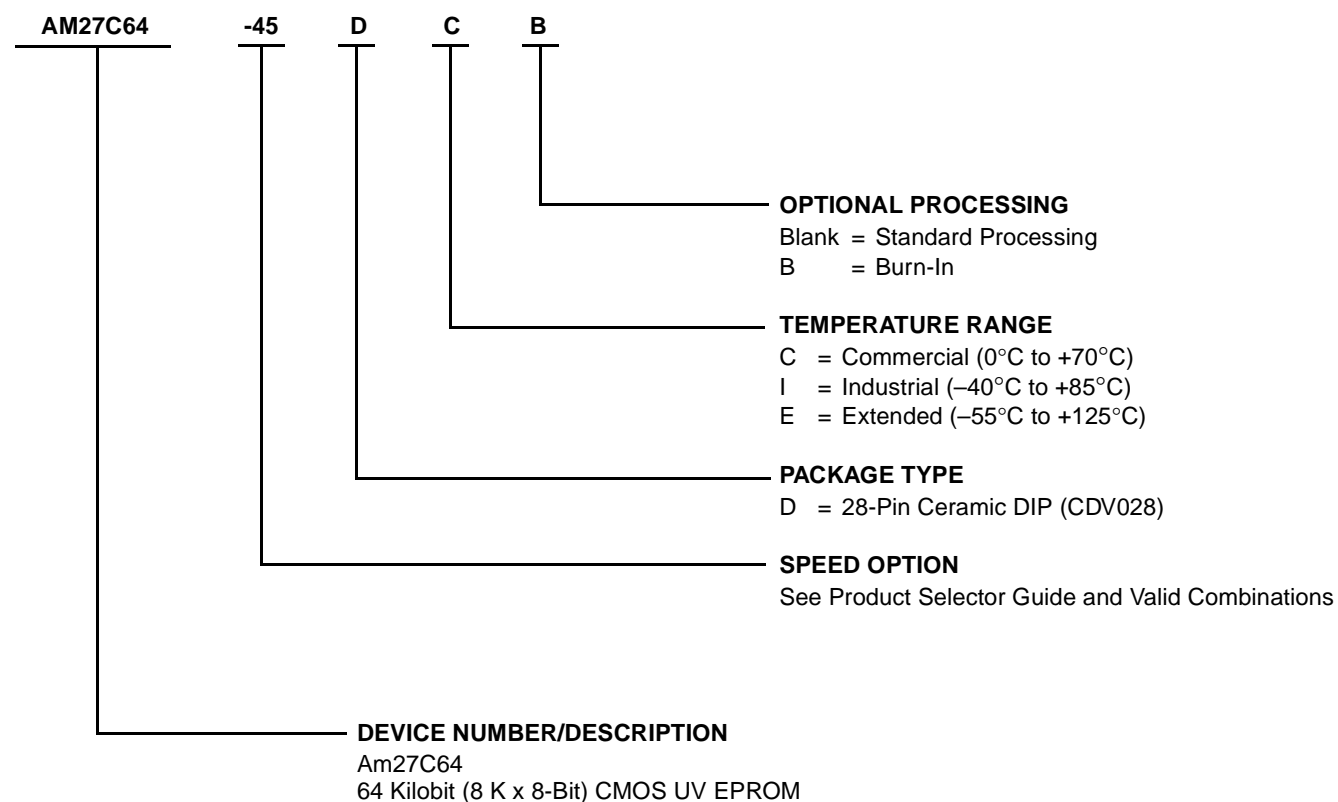 AM27C64 -45 D C B
OPTIONAL PROCESSING
Blank = Standard Processing
B = Burn-In
TEMPERATURE RANGE
C = Commercial (0°C to +70°C)
I = Industrial (–40°C to +85°C)
E = Extended (–55°C to +125°C)
PACKAGE TYPE
D = 28-Pin Ceramic DIP (CDV028)
SPEED OPTION
See Product Selector Guide and Valid Combinations
DEVICE NUMBER/DESCRIPTION
Am27C64
64 Kilobit (8 K x 8-Bit) CMOS UV EPROM